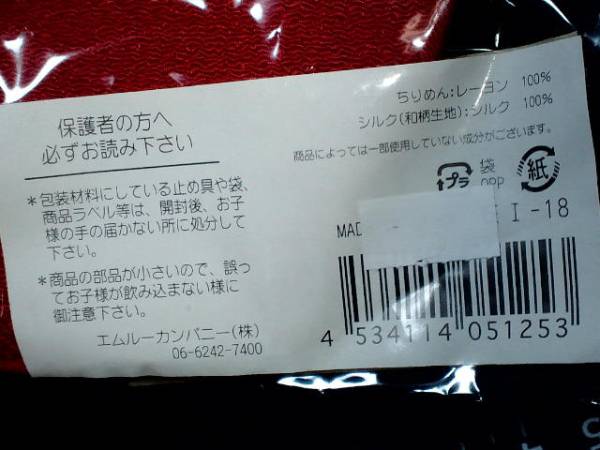 保護者の方へ
必ずお読み下さい
*包装材料にしている止め具や袋、
商品ラベル等は、開封後、お子
様の手の届かない所に処分して
下さい。
*商品の部品が小さいので、誤っ
てお子様が飲み込まない様に
御注意下さい。
エムルーカンパニー(株)
06-6242-7400
ちりめん:レーヨン 100%
シルク(和柄生地):シルク 100%
商品によっては一部使用していない成分がございます。
プラ 袋 紙
OPP
MAD
I-18
4 534114 051253